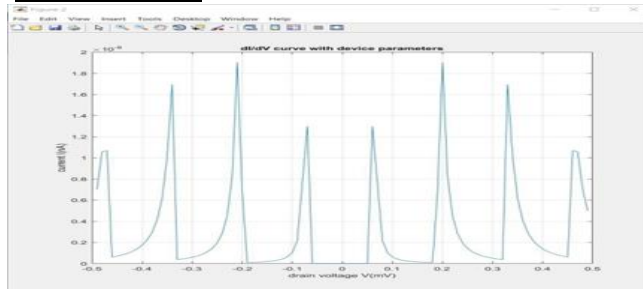 Figure 2
File Edit View Insert Tools Desktop Window Help
× 10⁻⁸
dI/dV curve with device parameters
2
1.8
1.6
1.4
1.2
1
0.8
0.6
0.4
0.2
0
current (nA)
-0.5 -0.4 -0.3 -0.2 -0.1 0 0.1 0.2 0.3 0.4 0.5
drain voltage V(mV)